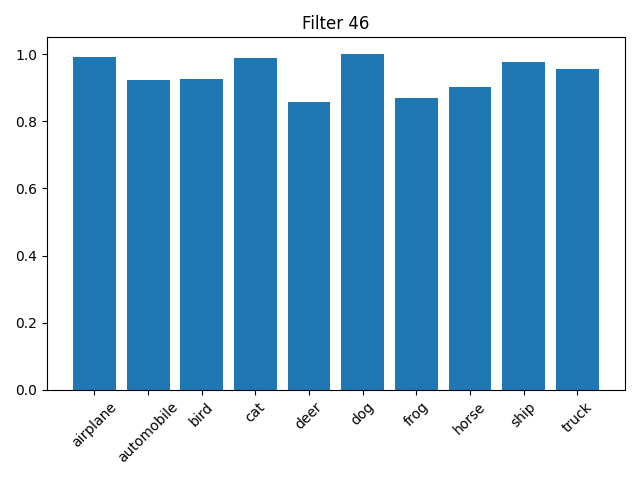 Filter 46
1.0
0.8
0.6
0.4
0.2
0.0
airplane
automobile
bird
cat
deer
dog
frog
horse
ship
truck